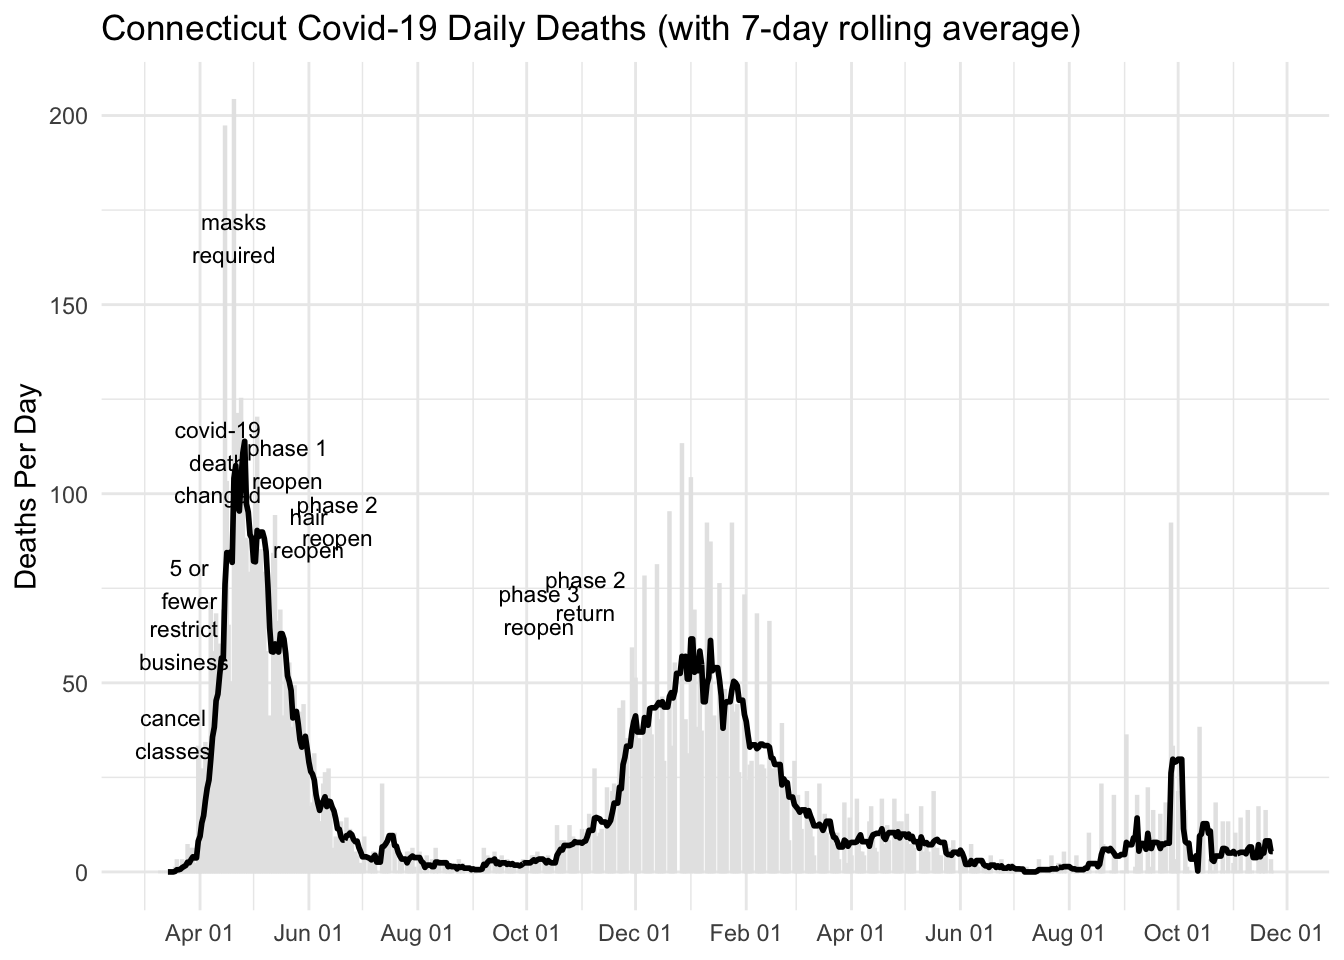 Connecticut Covid-19 Daily Deaths (with 7-day rolling average)
Deaths Per Day
200
150
100
50
0
masks
required
covid-19
death
changed
phase 1
reopen
phase 2
reopen
hair
reopen
5 or
fewer
restrict
business
cancel
classes
phase 3
reopen
phase 2
return
Apr 01
Jun 01
Aug 01
Oct 01
Dec 01
Feb 01
Apr 01
Jun 01
Aug 01
Oct 01
Dec 01